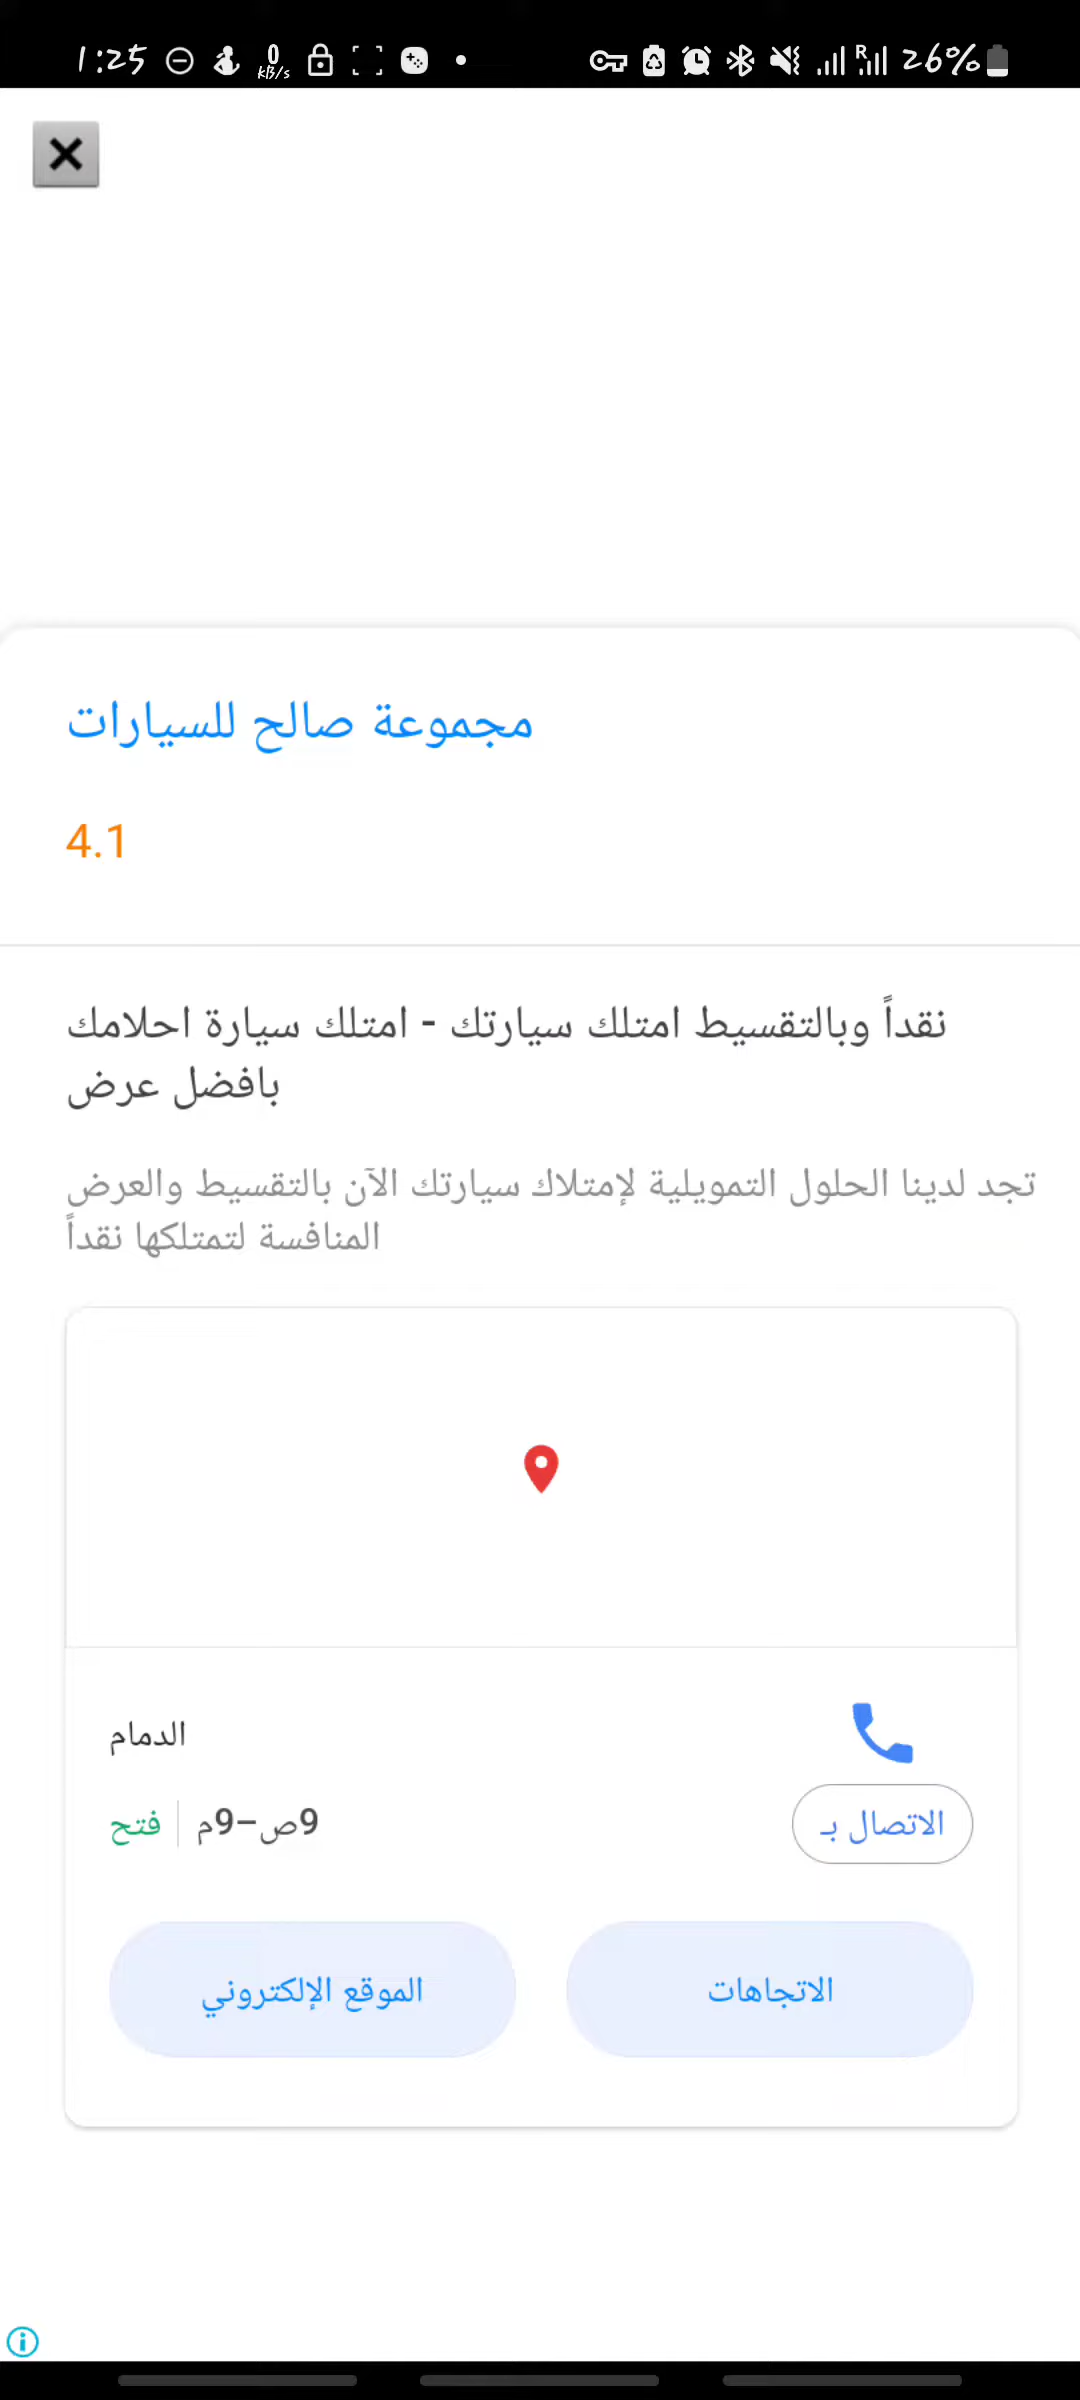 1:25
0
kB/s
R
26%
مجموعة صالح للسيارات
4.1
نقداً وبالتقسيط امتلك سيارتك - امتلك سيارة احلامك
بافضل عرض
تجد لدينا الحلول التمويلية لإمتلاك سيارتك الآن بالتقسيط والعرض
المنافسة لتمتلكها نقداً
الدمام
فتح
9ص–9م
الاتصال بـ
الموقع الإلكتروني
الاتجاهات